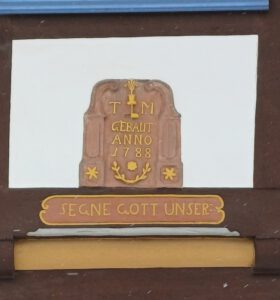 T M
GEBAUT
ANNO
1788
SEGNE GOTT UNSER: